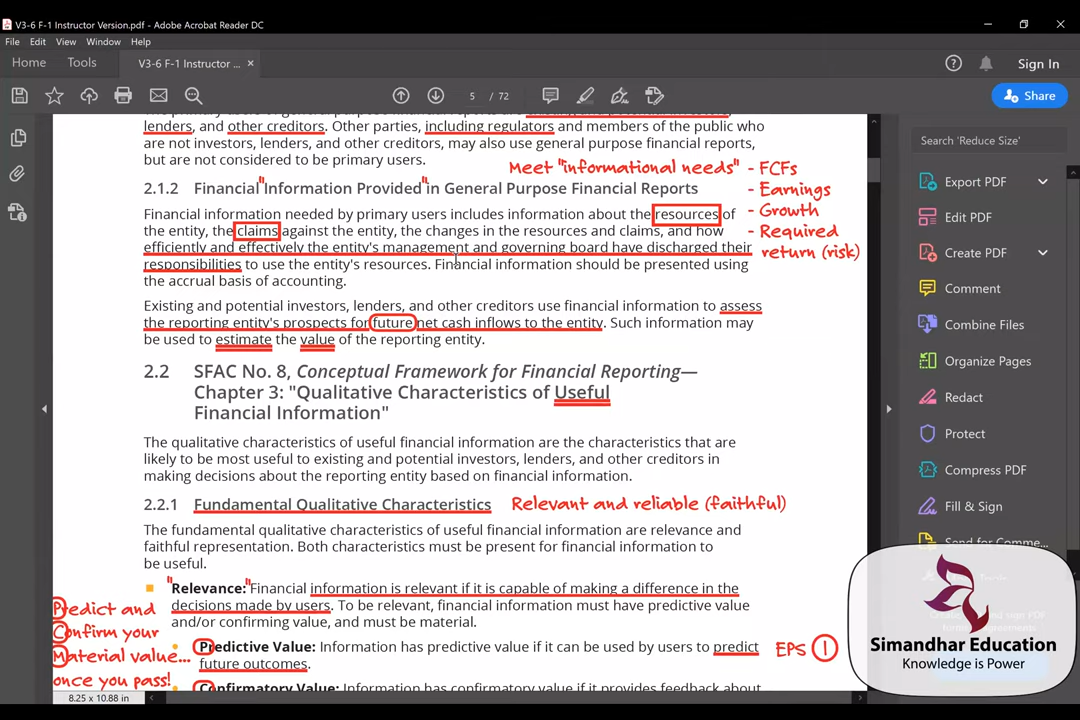 V3-6 F-1 Instructor Version.pdf - Adobe Acrobat Reader DC
File Edit View Window Help
Home Tools V3-6 F-1 Instructor ... × Sign In
5 / 72 Share
lenders, and other creditors. Other parties, including regulators and members of the public who
are not investors, lenders, and other creditors, may also use general purpose financial reports,
but are not considered to be primary users.
Meet "informational needs" - FCFs
- Earnings
- Growth
- Required
return (risk)
2.1.2 Financial "Information Provided" in General Purpose Financial Reports
Financial information needed by primary users includes information about the resources of
the entity, the claims against the entity, the changes in the resources and claims, and how
efficiently and effectively the entity's management and governing board have discharged their
responsibilities to use the entity's resources. Financial information should be presented using
the accrual basis of accounting.
Existing and potential investors, lenders, and other creditors use financial information to assess
the reporting entity's prospects for future net cash inflows to the entity. Such information may
be used to estimate the value of the reporting entity.
2.2 SFAC No. 8, Conceptual Framework for Financial Reporting—
Chapter 3: "Qualitative Characteristics of Useful
Financial Information"
The qualitative characteristics of useful financial information are the characteristics that are
likely to be most useful to existing and potential investors, lenders, and other creditors in
making decisions about the reporting entity based on financial information.
2.2.1 Fundamental Qualitative Characteristics Relevant and reliable (faithful)
The fundamental qualitative characteristics of useful financial information are relevance and
faithful representation. Both characteristics must be present for financial information to
be useful.
"Relevance:" Financial information is relevant if it is capable of making a difference in the
decisions made by users. To be relevant, financial information must have predictive value
and/or confirming value, and must be material.
Predict and
Confirm your
Material value...
once you pass!
Predictive Value: Information has predictive value if it can be used by users to predict
future outcomes.
EPS 1
Confirmatory Value: Information has confirmatory value if it provides feedback about
8.25 x 10.88 in
Search 'Reduce Size'
Export PDF
Edit PDF
Create PDF
Comment
Combine Files
Organize Pages
Redact
Protect
Compress PDF
Fill & Sign
Send for Comme...
Simandhar Education
Knowledge is Power